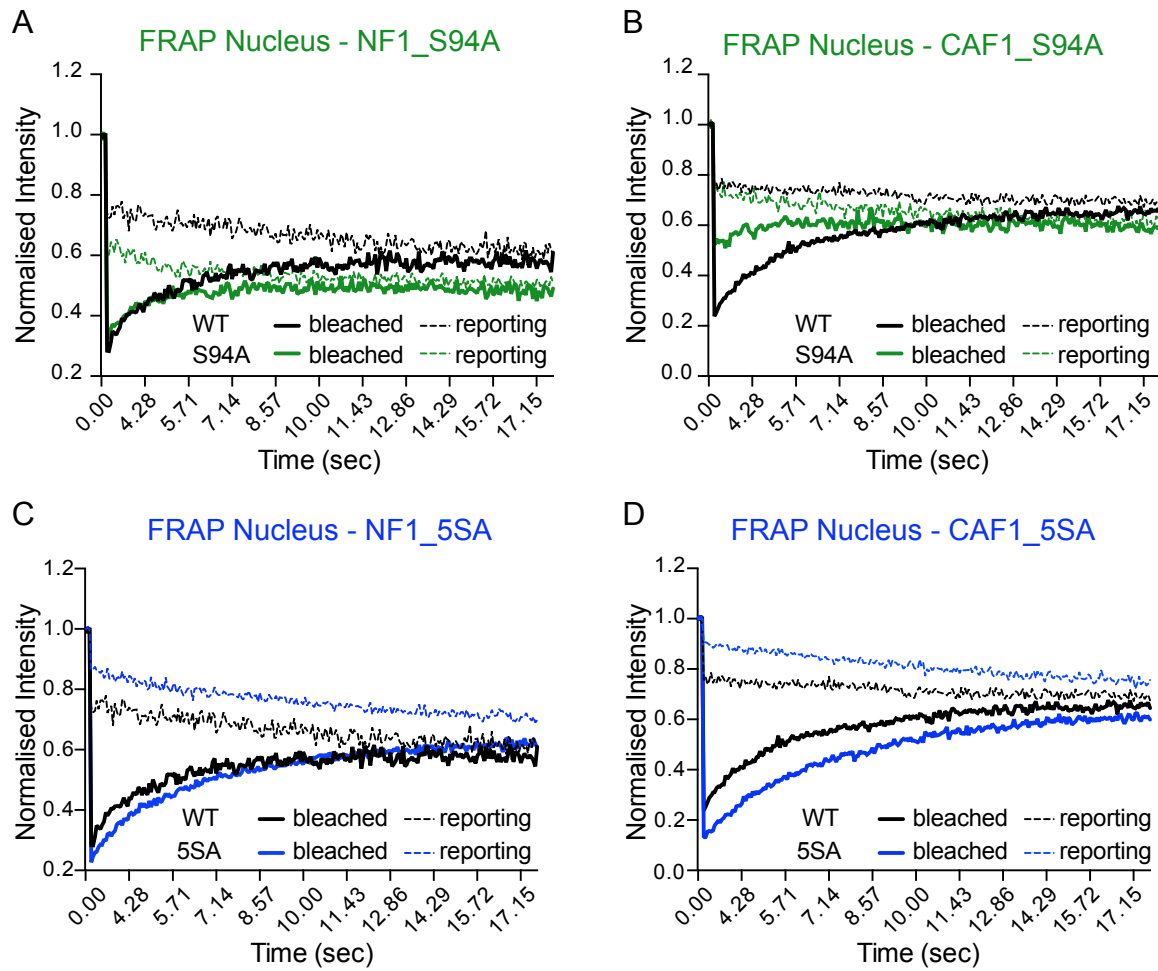 A
FRAP Nucleus - NF1_S94A
Normalised Intensity
1.2
1.0
0.8
0.6
0.4
0.2
WT bleached reporting
S94A bleached reporting
0.00 4.28 5.71 7.14 8.57 10.00 11.43 12.86 14.29 15.72 17.15
Time (sec)
B
FRAP Nucleus - CAF1_S94A
Normalised Intensity
1.2
1.0
0.8
0.6
0.4
0.2
0.0
WT bleached reporting
S94A bleached reporting
0.00 4.28 5.71 7.14 8.57 10.00 11.43 12.86 14.29 15.72 17.15
Time (sec)
C
FRAP Nucleus - NF1_5SA
Normalised Intensity
1.2
1.0
0.8
0.6
0.4
0.2
WT bleached reporting
5SA bleached reporting
0.00 4.28 5.71 7.14 8.57 10.00 11.43 12.86 14.29 15.72 17.15
Time (sec)
D
FRAP Nucleus - CAF1_5SA
Normalised Intensity
1.2
1.0
0.8
0.6
0.4
0.2
0.0
WT bleached reporting
5SA bleached reporting
0.00 4.28 5.71 7.14 8.57 10.00 11.43 12.86 14.29 15.72 17.15
Time (sec)